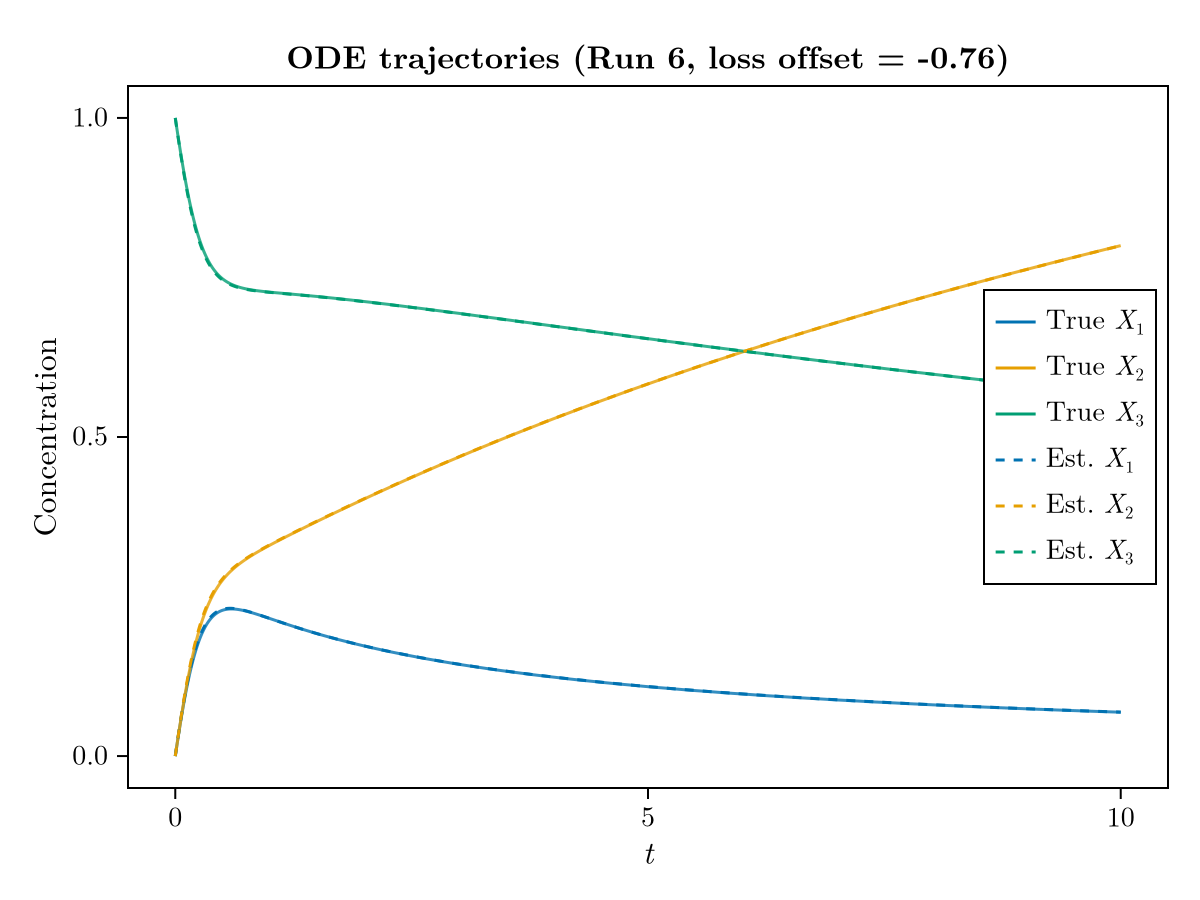 ODE trajectories (Run 6, loss offset = -0.76)
Concentration
1.0
0.5
0.0
0
5
10
t
True X₁
True X₂
True X₃
Est. X₁
Est. X₂
Est. X₃